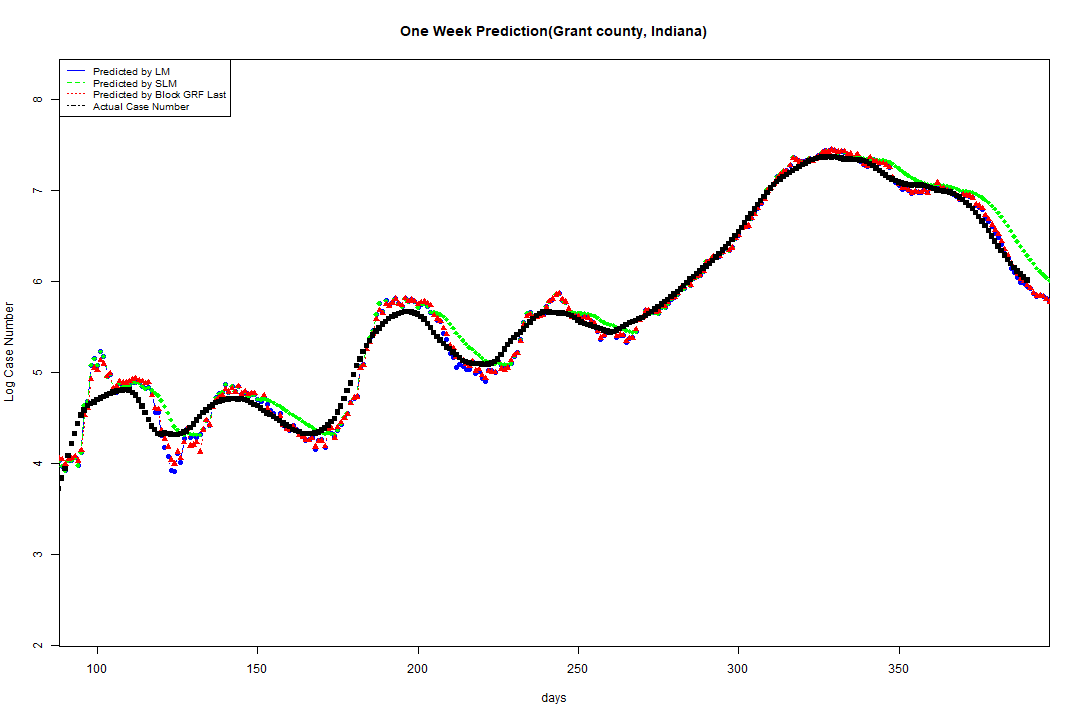 One Week Prediction(Grant county, Indiana)
Predicted by LM
Predicted by SLM
Predicted by Block GRF Last
Actual Case Number
Log Case Number
8
7
6
5
4
3
2
100 150 200 250 300 350
days